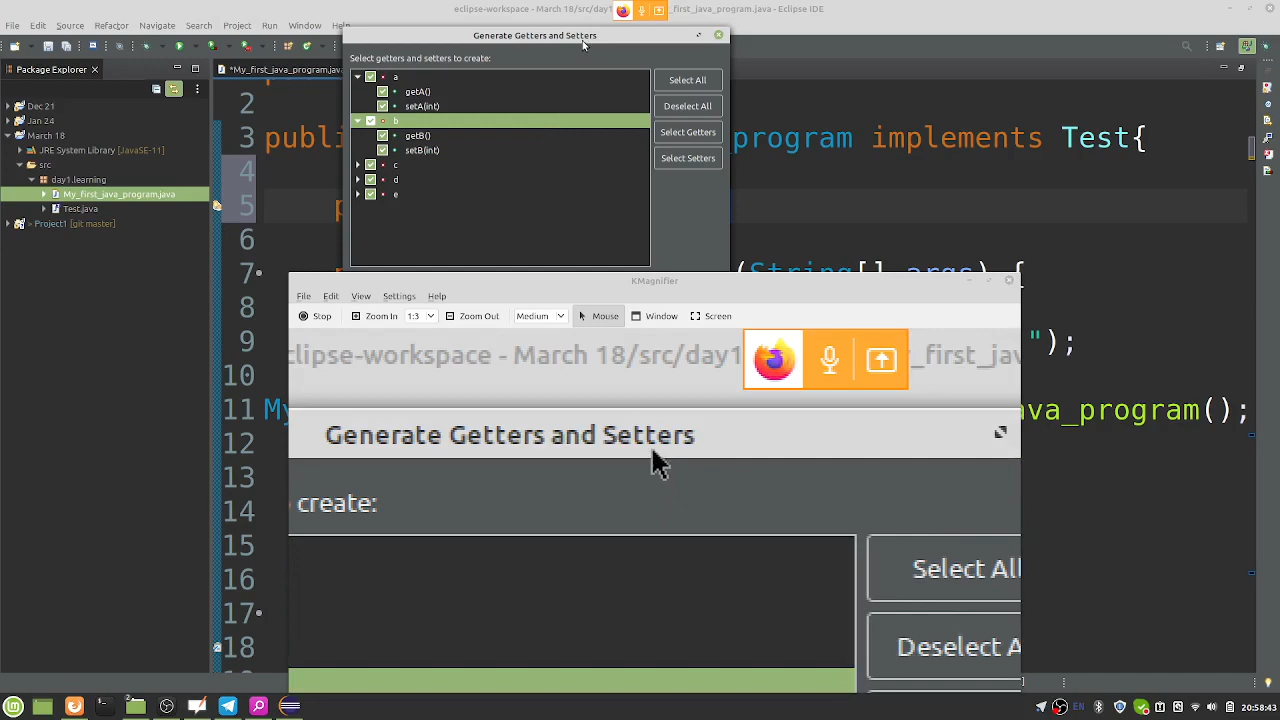 eclipse-workspace - March 18/src/day1 _first_java_program.java - Eclipse IDE
File Edit Source Refactor Navigate Search Project Run Window H
Generate Getters and Setters
Package Explorer
*My_first_java_program.java
Select getters and setters to create:
a
getA()
setA(int)
b
getB()
setB(int)
c
d
e
Select All
Deselect All
Select Getters
Select Setters
Dec 21
Jan 24
March 18
JRE System Library [JavaSE-11]
src
day1.learning
My_first_java_program.java
Test.java
> Project1 [git master]
2
3 publi program implements Test{
4
5 p
6
7 (String[] args) {
8
9 ");
10
11 My ava_program();
12
13
14
15
16
17
18
KMagnifier
File Edit View Settings Help
Stop Zoom In 1:3 Zoom Out Medium Mouse Window Screen
clipse-workspace - March 18/src/day1 _first_jav
Generate Getters and Setters
create:
Select All
Deselect A
EN 20:58:43